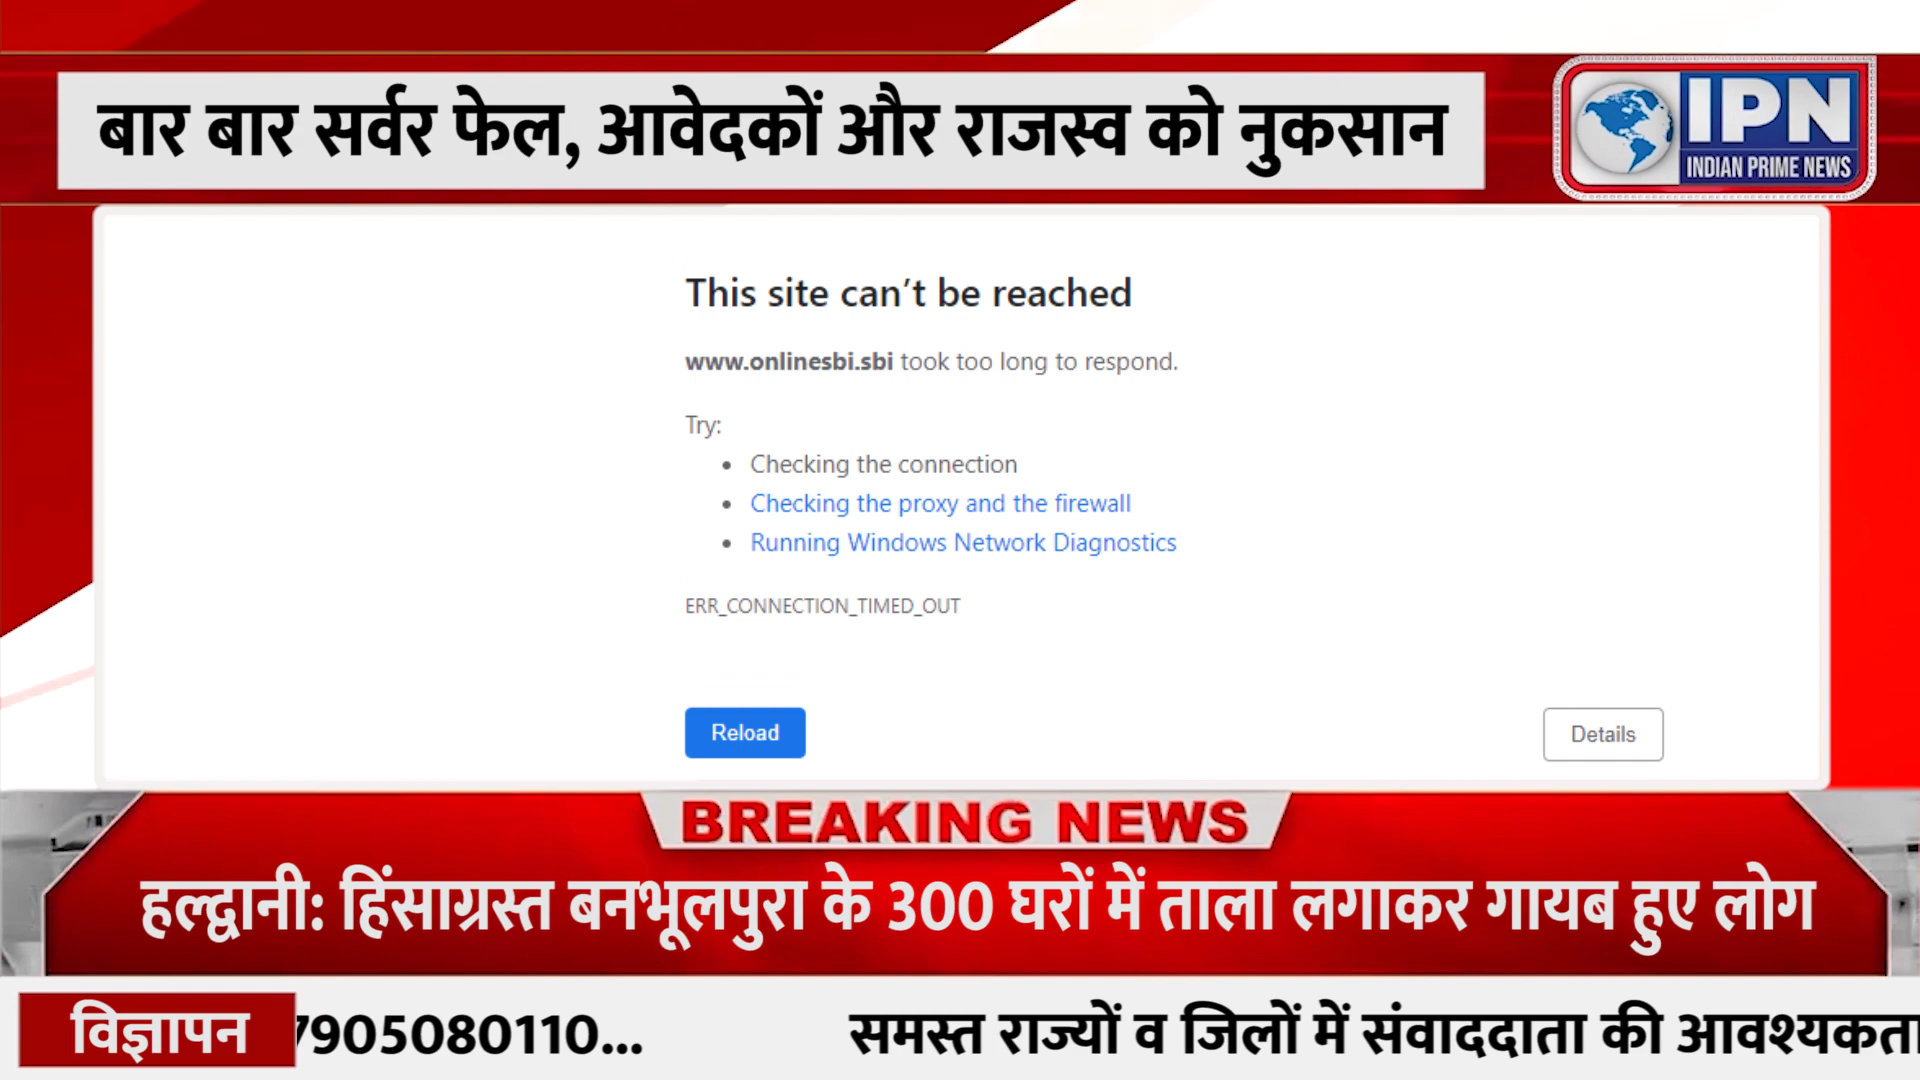 बार बार सर्वर फेल, आवेदकों और राजस्व को नुकसान
IPN
INDIAN PRIME NEWS
This site can’t be reached
www.onlinesbi.sbi took too long to respond.
Try:
• Checking the connection
• Checking the proxy and the firewall
• Running Windows Network Diagnostics
ERR_CONNECTION_TIMED_OUT
Reload
Details
BREAKING NEWS
हल्द्वानी: हिंसाग्रस्त बनभूलपुरा के 300 घरों में ताला लगाकर गायब हुए लोग
विज्ञापन 7905080110... समस्त राज्यों व जिलों में संवाददाता की आवश्यकता